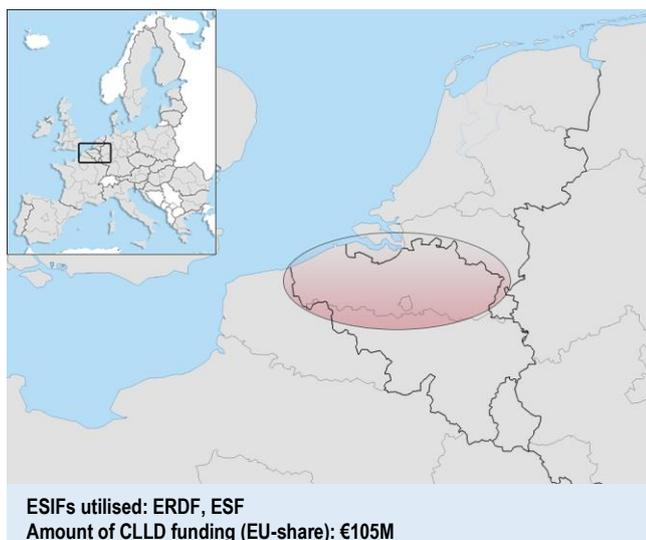 ESIFs utilised: ERDF, ESF
Amount of CLLD funding (EU-share): €105M